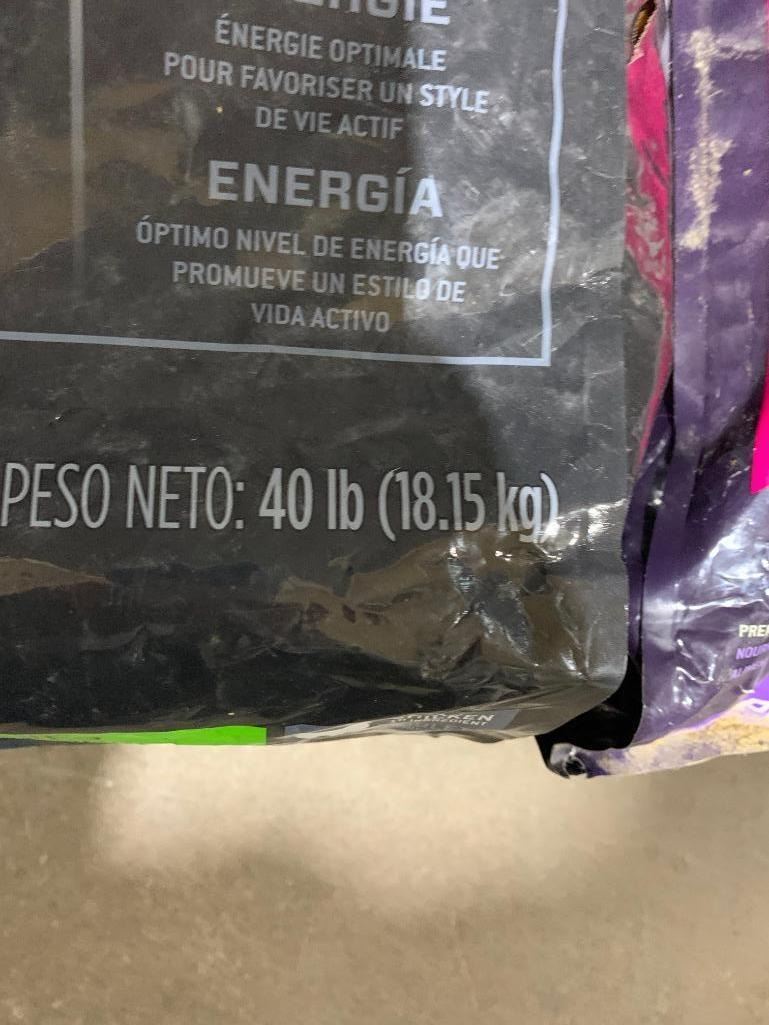 ÉNERGIE OPTIMALE
POUR FAVORISER UN STYLE
DE VIE ACTIF
ENERGÍA
ÓPTIMO NIVEL DE ENERGÍA QUE
PROMUEVE UN ESTILO DE
VIDA ACTIVO
PESO NETO: 40 lb (18.15 kg)
CHICKEN